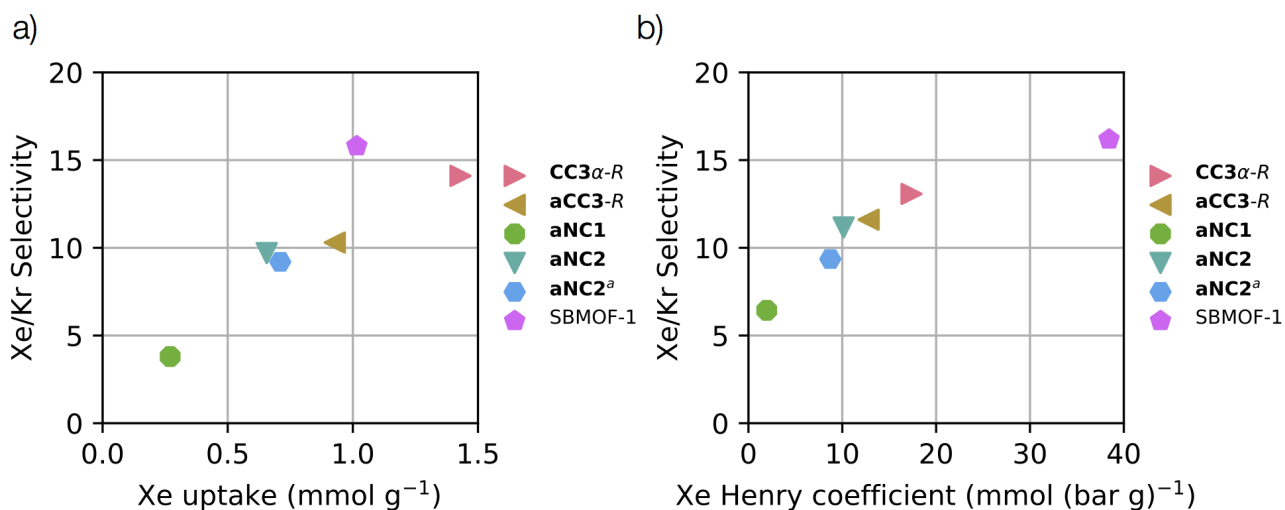 a)
20
15
10
5
0
Xe/Kr Selectivity
0.0 0.5 1.0 1.5
Xe uptake (mmol g⁻¹)
CC3α-R
aCC3-R
aNC1
aNC2
aNC2ᵃ
SBMOF-1
b)
20
15
10
5
0
Xe/Kr Selectivity
0 10 20 30 40
Xe Henry coefficient (mmol (bar g)⁻¹)
CC3α-R
aCC3-R
aNC1
aNC2
aNC2ᵃ
SBMOF-1